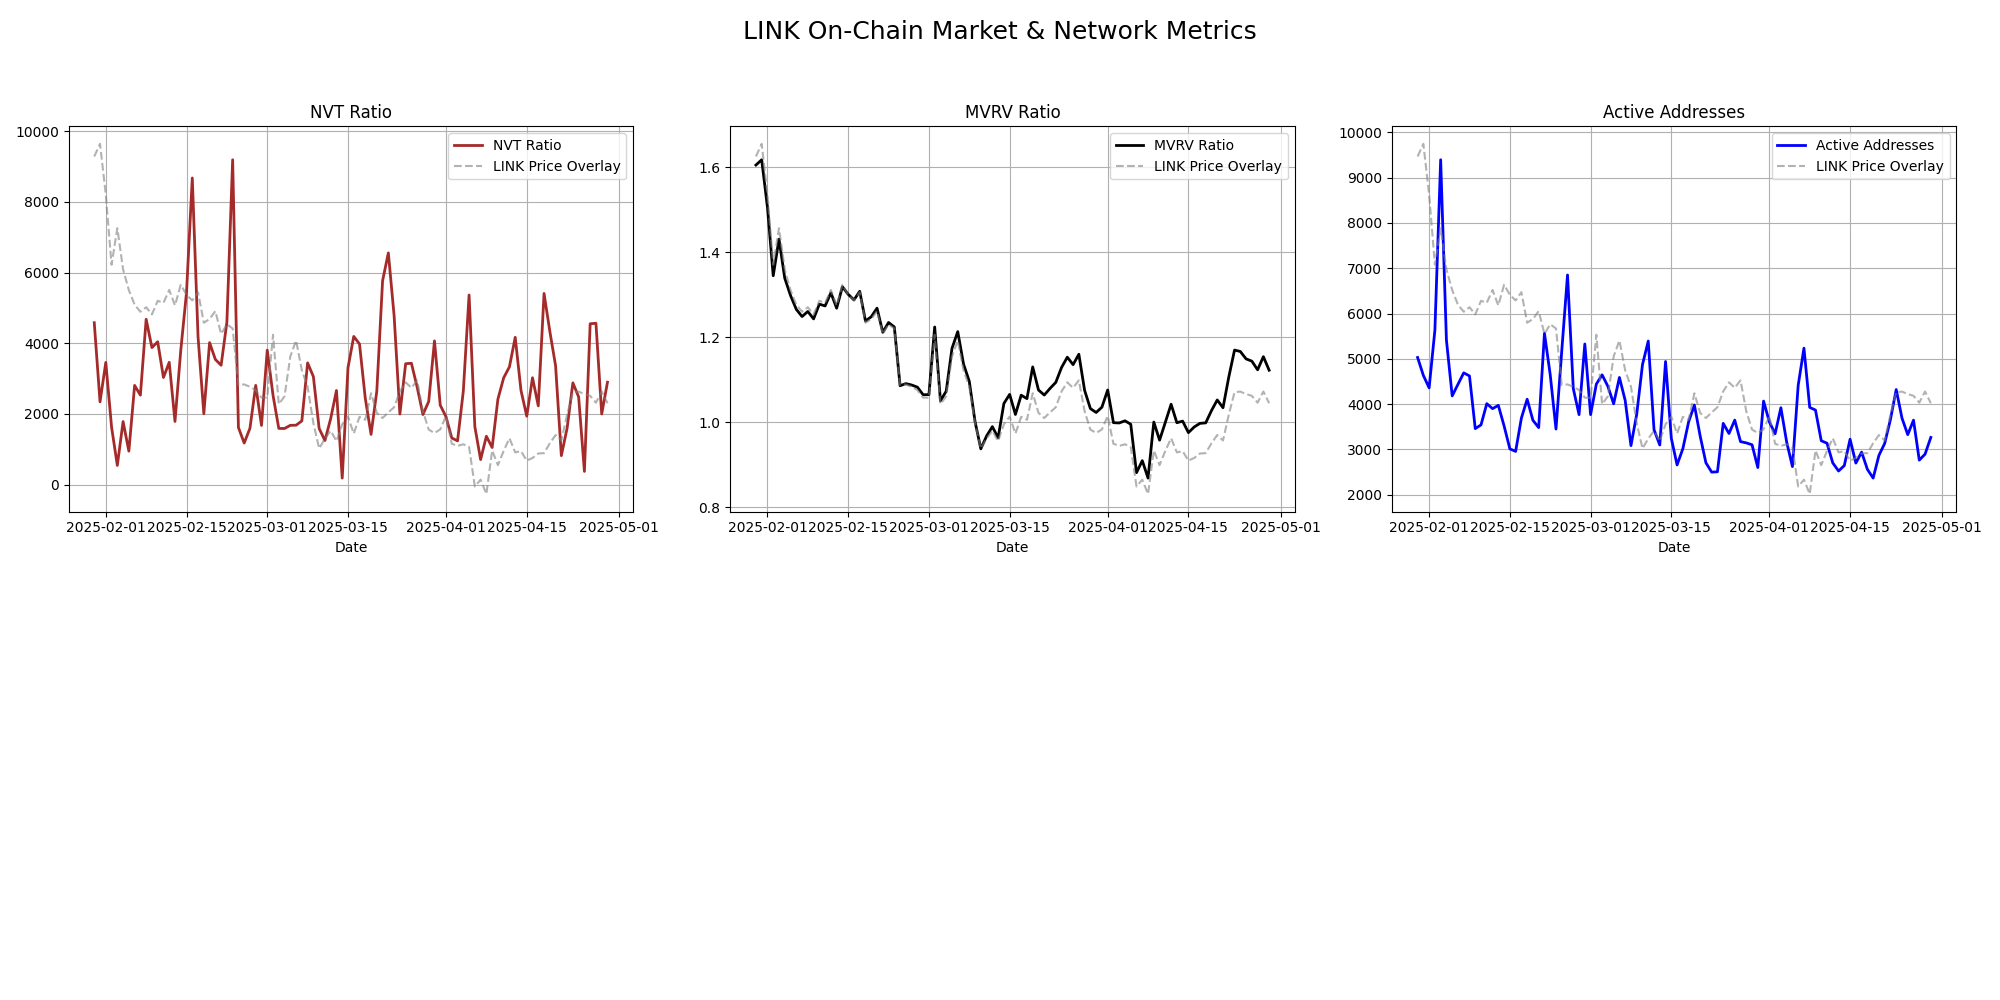 LINK On-Chain Market & Network Metrics
NVT Ratio
10000
8000
6000
4000
2000
0
NVT Ratio
LINK Price Overlay
2025-02-01 2025-02-15 2025-03-01 2025-03-15 2025-04-01 2025-04-15 2025-05-01
Date
MVRV Ratio
1.6
1.4
1.2
1.0
0.8
MVRV Ratio
LINK Price Overlay
2025-02-01 2025-02-15 2025-03-01 2025-03-15 2025-04-01 2025-04-15 2025-05-01
Date
Active Addresses
10000
9000
8000
7000
6000
5000
4000
3000
2000
Active Addresses
LINK Price Overlay
2025-02-01 2025-02-15 2025-03-01 2025-03-15 2025-04-01 2025-04-15 2025-05-01
Date